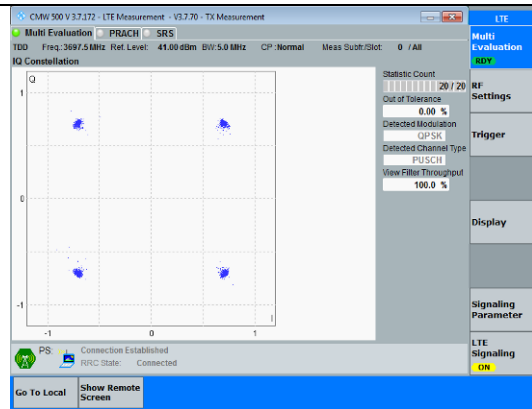 CMW 500 V 3.7.172 - LTE Measurement - V3.7.70 - TX Measurement
LTE
Multi Evaluation PRACH SRS
Multi
Evaluation
RDY
TDD Freq.:3697.5 MHz Ref. Level: 41.00 dBm BW:5.0 MHz CP :Normal Meas Subfr./Slot: 0 / All
IQ Constellation
Q
1
0
-1
-1 0 1
I
Statistic Count
20 / 20
Out of Tolerance
0.00 %
Detected Modulation
QPSK
Detected Channel Type
PUSCH
View Filter Throughput
100.0 %
RF
Settings
Trigger
Display
Signaling
Parameter
LTE
Signaling
ON
PS: Connection Established
RRC State: Connected
Go To Local
Show Remote
Screen